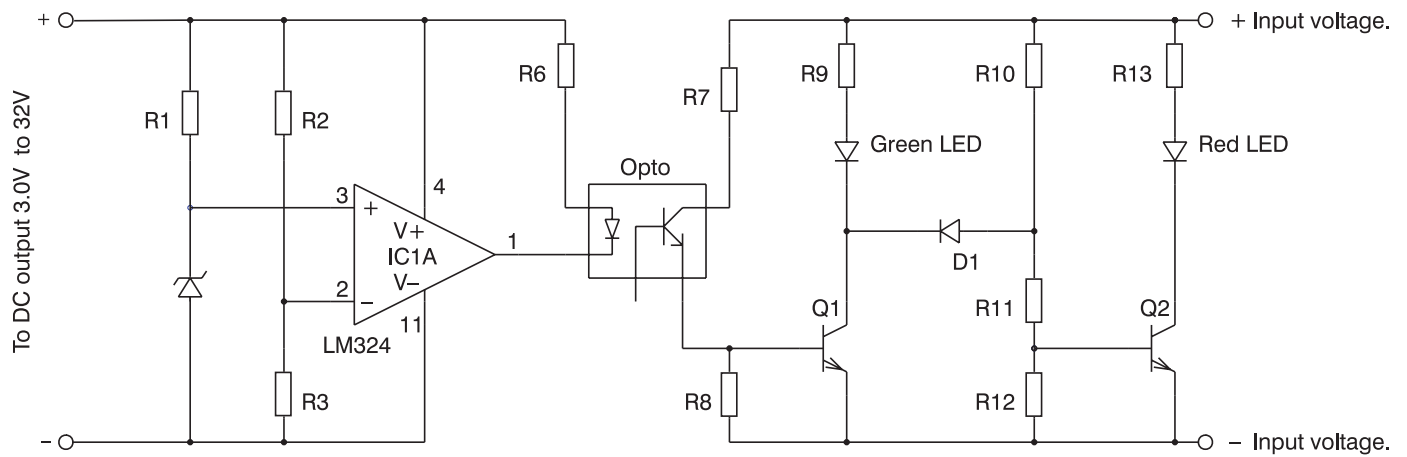 +
+ Input voltage.
R6
R9
R10
R13
R7
R1
R2
Green LED
Red LED
Opto
To DC output 3.0V to 32V
4
3
+
V+
1
IC1A
D1
V–
2
–
11
Q1
R11
Q2
LM324
R3
R8
R12
–
– Input voltage.